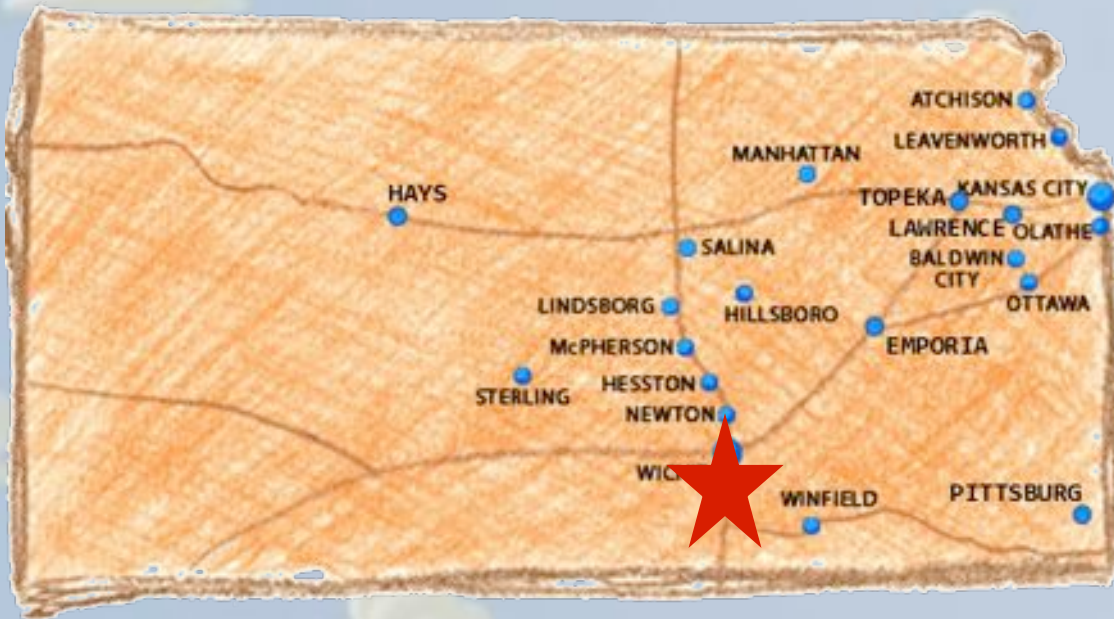 ATCHISON
LEAVENWORTH
MANHATTAN
HAYS
TOPEKA
KANSAS CITY
LAWRENCE
OLATHE
SALINA
BALDWIN
CITY
OTTAWA
LINDSBORG
HILLSBORO
EMPORIA
McPHERSON
HESSTON
STERLING
NEWTON
WINFIELD
PITTSBURG